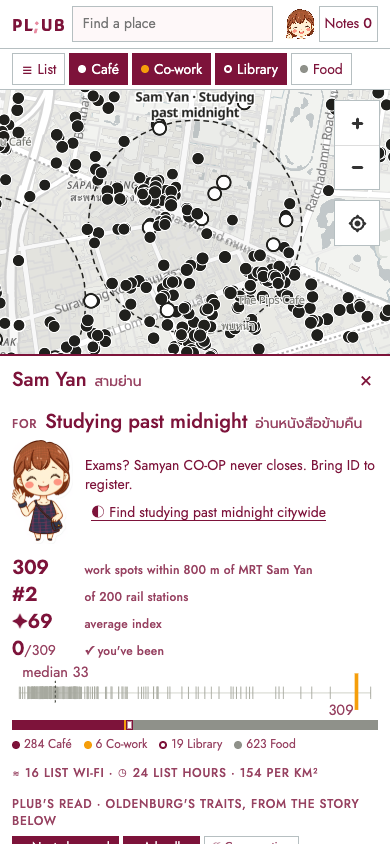 PL;UB Find a place Notes 0
≡ List Café Co-work Library Food
Sam Yan · Studying
past midnight
Café
Ratchadamri Road
+
−
The Pips Cafe
Sam Yan สามย่าน ×
FOR Studying past midnight อ่านหนังสือข้ามคืน
Exams? Samyan CO-OP never closes. Bring ID to
register.
Find studying past midnight citywide
309 work spots within 800 m of MRT Sam Yan
#2 of 200 rail stations
✦69 average index
0/309 ✓ you've been
median 33
309
284 Café 6 Co-work 19 Library 623 Food
≈ 16 LIST WI-FI · ◷ 24 LIST HOURS · 154 PER KM²
PLUB'S READ · OLDENBURG'S TRAITS, FROM THE STORY
BELOW